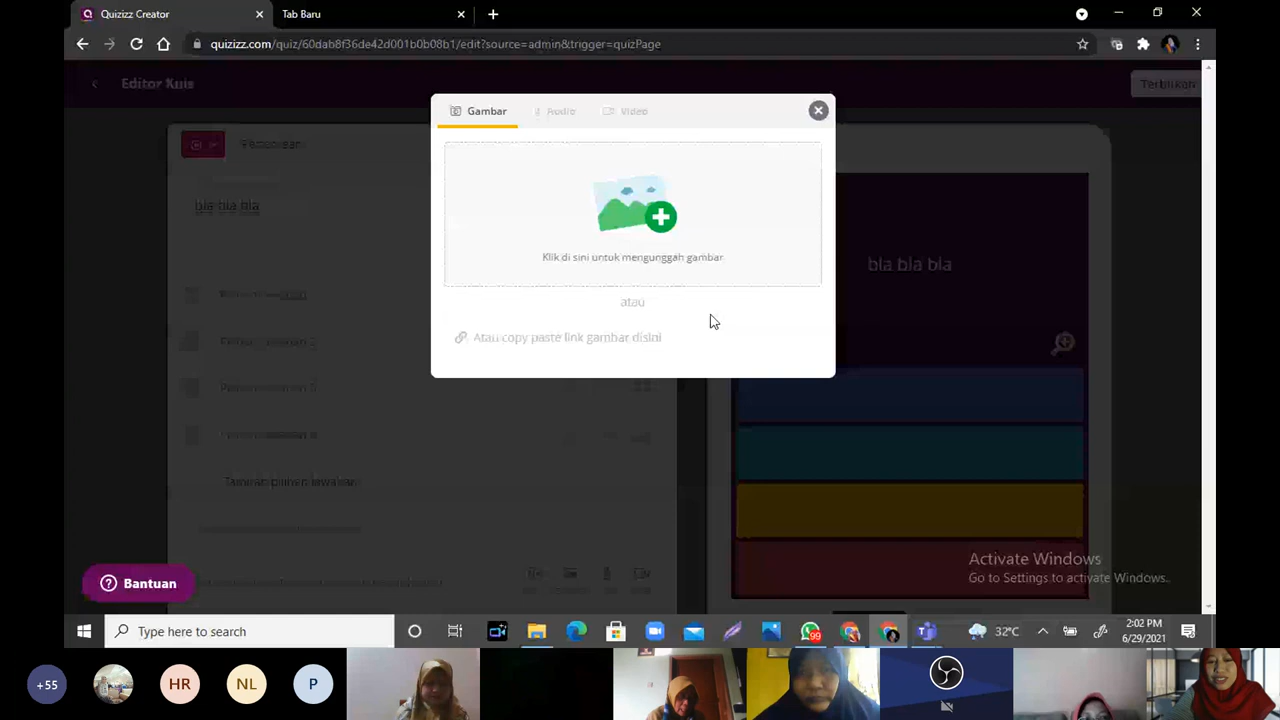 Quizizz Creator
Tab Baru
quizizz.com/quiz/60dab8f36de42d001b0b08b1/edit?source=admin&trigger=quizPage
Editor Kuis
Terbitkan
Gambar
Audio
Video
bla bla bla
bla bla bla
Klik di sini untuk mengunggah gambar
atau
Atau copy paste link gambar disini
Bantuan
Activate Windows
Go to Settings to activate Windows.
Type here to search
99
32°C
2:02 PM
6/29/2021
+55
HR
NL
P